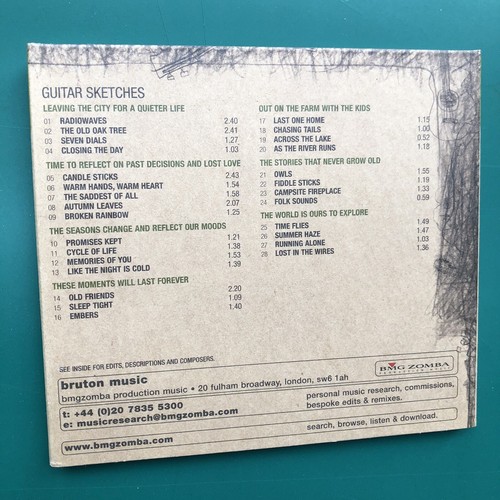 GUITAR SKETCHES
LEAVING THE CITY FOR A QUIETER LIFE
01 RADIOWAVES 2.40
02 THE OLD OAK TREE 2.41
03 SEVEN DIALS 1.27
04 CLOSING THE DAY 1.03
TIME TO REFLECT ON PAST DECISIONS AND LOST LOVE
05 CANDLE STICKS 2.43
06 WARM HANDS, WARM HEART 1.54
07 THE SADDEST OF ALL 1.58
08 AUTUMN LEAVES 2.07
09 BROKEN RAINBOW 1.25
THE SEASONS CHANGE AND REFLECT OUR MOODS
10 PROMISES KEPT 1.21
11 CYCLE OF LIFE 1.38
12 MEMORIES OF YOU 1.53
13 LIKE THE NIGHT IS COLD 1.39
THESE MOMENTS WILL LAST FOREVER
14 OLD FRIENDS 2.20
15 SLEEP TIGHT 1.09
16 EMBERS 1.40
OUT ON THE FARM WITH THE KIDS
17 LAST ONE HOME 1.15
18 CHASING TAILS 1.00
19 ACROSS THE LAKE 0.52
20 AS THE RIVER RUNS 1.18
THE STORIES THAT NEVER GROW OLD
21 OWLS 1.55
22 FIDDLE STICKS 1.19
23 CAMPSITE FIREPLACE 1.33
24 FOLK SOUNDS 0.59
THE WORLD IS OURS TO EXPLORE
25 TIME FLIES 1.49
26 SUMMER HAZE 1.47
27 RUNNING ALONE 1.03
28 LOST IN THE WIRES 1.36
SEE INSIDE FOR EDITS, DESCRIPTIONS AND COMPOSERS.
BMG ZOMBA
bruton music
bmgzomba production music • 20 fulham broadway, london, sw6 1ah
t: +44 (0)20 7835 5300
e: musicresearch@bmgzomba.com
personal music research, commissions,
bespoke edits & remixes.
www.bmgzomba.com
search, browse, listen & download.